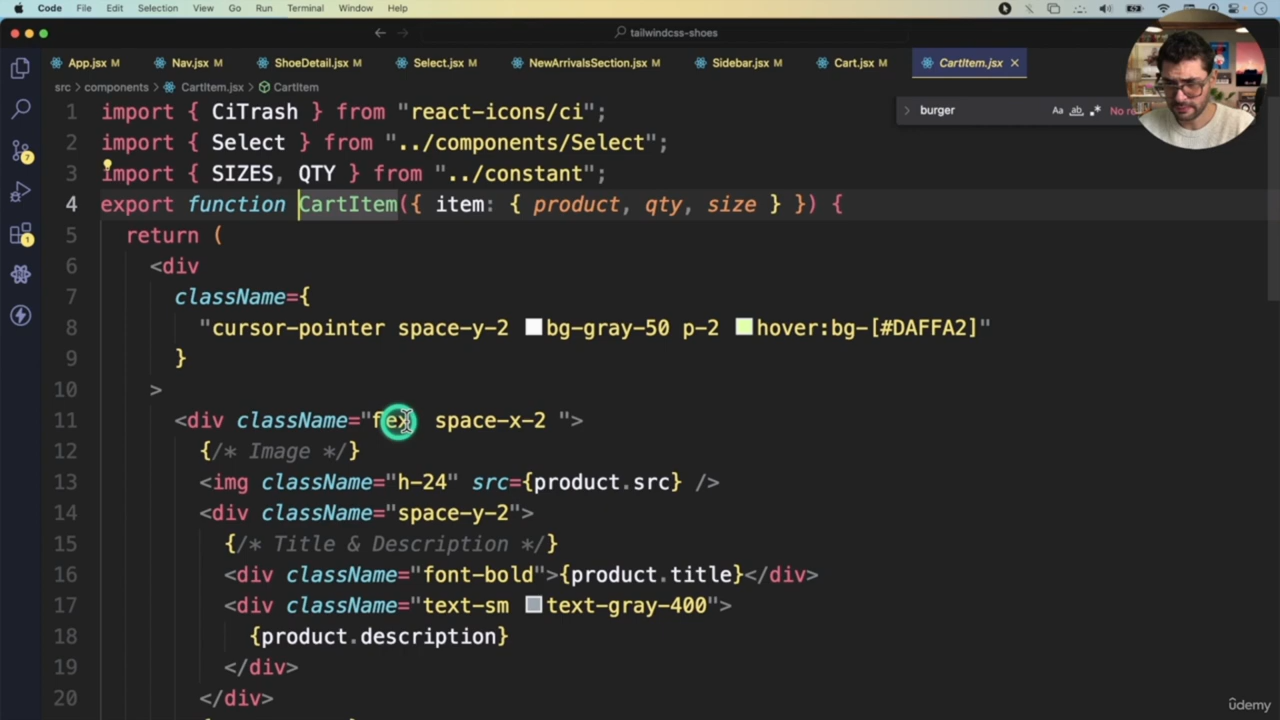 Code File Edit Selection View Go Run Terminal Window Help
tailwindcss-shoes
App.jsx M Nav.jsx M ShoeDetail.jsx M Select.jsx M NewArrivalsSection.jsx M Sidebar.jsx M Cart.jsx M CartItem.jsx
src > components > CartItem.jsx > CartItem
burger Aa ab No re
1 import { CiTrash } from "react-icons/ci";
2 import { Select } from "../components/Select";
3 import { SIZES, QTY } from "../constant";
4 export function CartItem({ item: { product, qty, size } }) {
5 return (
6 <div
7 className={
8 "cursor-pointer space-y-2 bg-gray-50 p-2 hover:bg-[#DAFFA2]"
9 }
10 >
11 <div className="flex space-x-2 ">
12 {/* Image */}
13 <img className="h-24" src={product.src} />
14 <div className="space-y-2">
15 {/* Title & Description */}
16 <div className="font-bold">{product.title}</div>
17 <div className="text-sm text-gray-400">
18 {product.description}
19 </div>
20 </div>
7
1
ûdemy